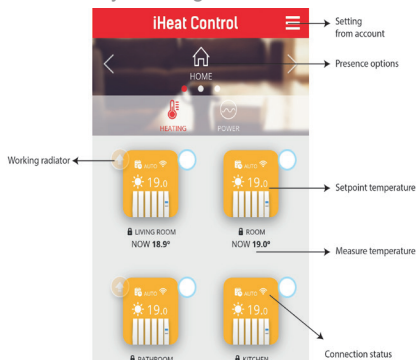 iHeat Control
Setting
from account
Presence options
HOME
HEATING
POWER
Working radiator
AUTO
AUTO
19.0
19.0
Setpoint temperature
LIVING ROOM
ROOM
NOW 18.9°
NOW 19.0°
Measure temperature
AUTO
AUTO
19.0
19.0
Connection status
BATHROOM
KITCHEN